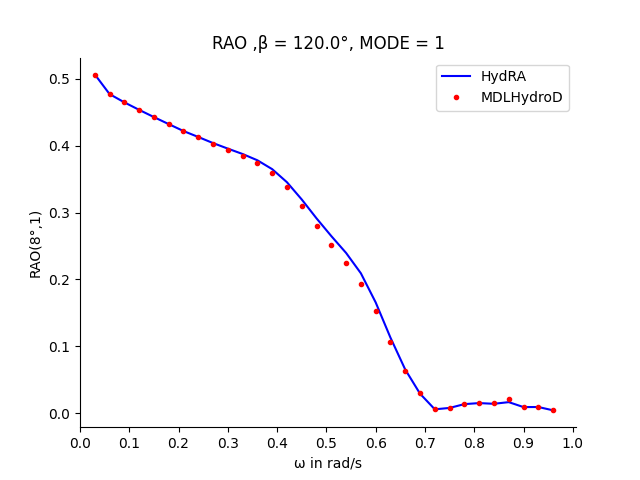 RAO ,β = 120.0°, MODE = 1
HydRA
MDLHydroD
RAO(8°,1)
0.5
0.4
0.3
0.2
0.1
0.0
0.0 0.1 0.2 0.3 0.4 0.5 0.6 0.7 0.8 0.9 1.0
ω in rad/s